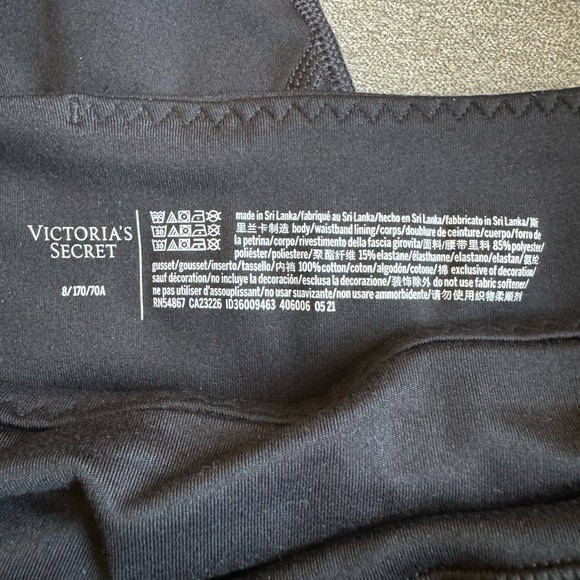 VICTORIA'S
SECRET
8/170/70A
made in Sri Lanka/fabriqué au Sri Lanka/hecho en Sri Lanka/fabbricato in Sri Lanka/斯
里兰卡制造 body/waistband lining/corps/doublure de ceinture/cuerpo/forro de
la petrina/corpo/rivestimento della fascia girovita/面料/腰带里料 85% polyester/
poliéster/poliestere/聚酯纤维 15% elastane/élasthanne/elastano/elastan/氨纶
gusset/gousset/inserto/tassello/内裆 100% cotton/coton/algodón/cotone/棉 exclusive of decoration/
sauf décoration/no incluye la decoración/esclusa la decorazione/装饰除外 do not use fabric softener/
ne pas utiliser d'assouplissant/no usar suavizante/non usare ammorbidente/请勿使用织物柔顺剂
RN54867 CA23226 ID36009463 406006 05 21